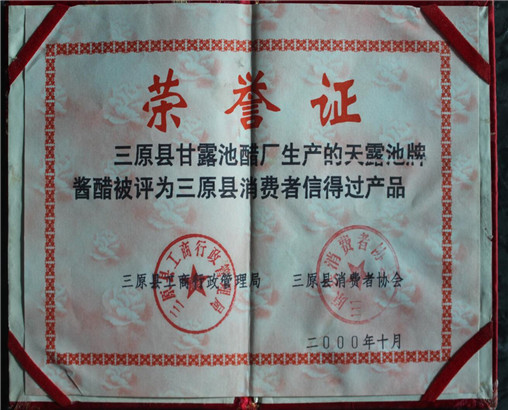 荣誉证
三原县甘露池醋厂生产的天露池牌
酱醋被评为三原县消费者信得过产品
三原县工商行政管理局
三原县消费者协会
二000年十月